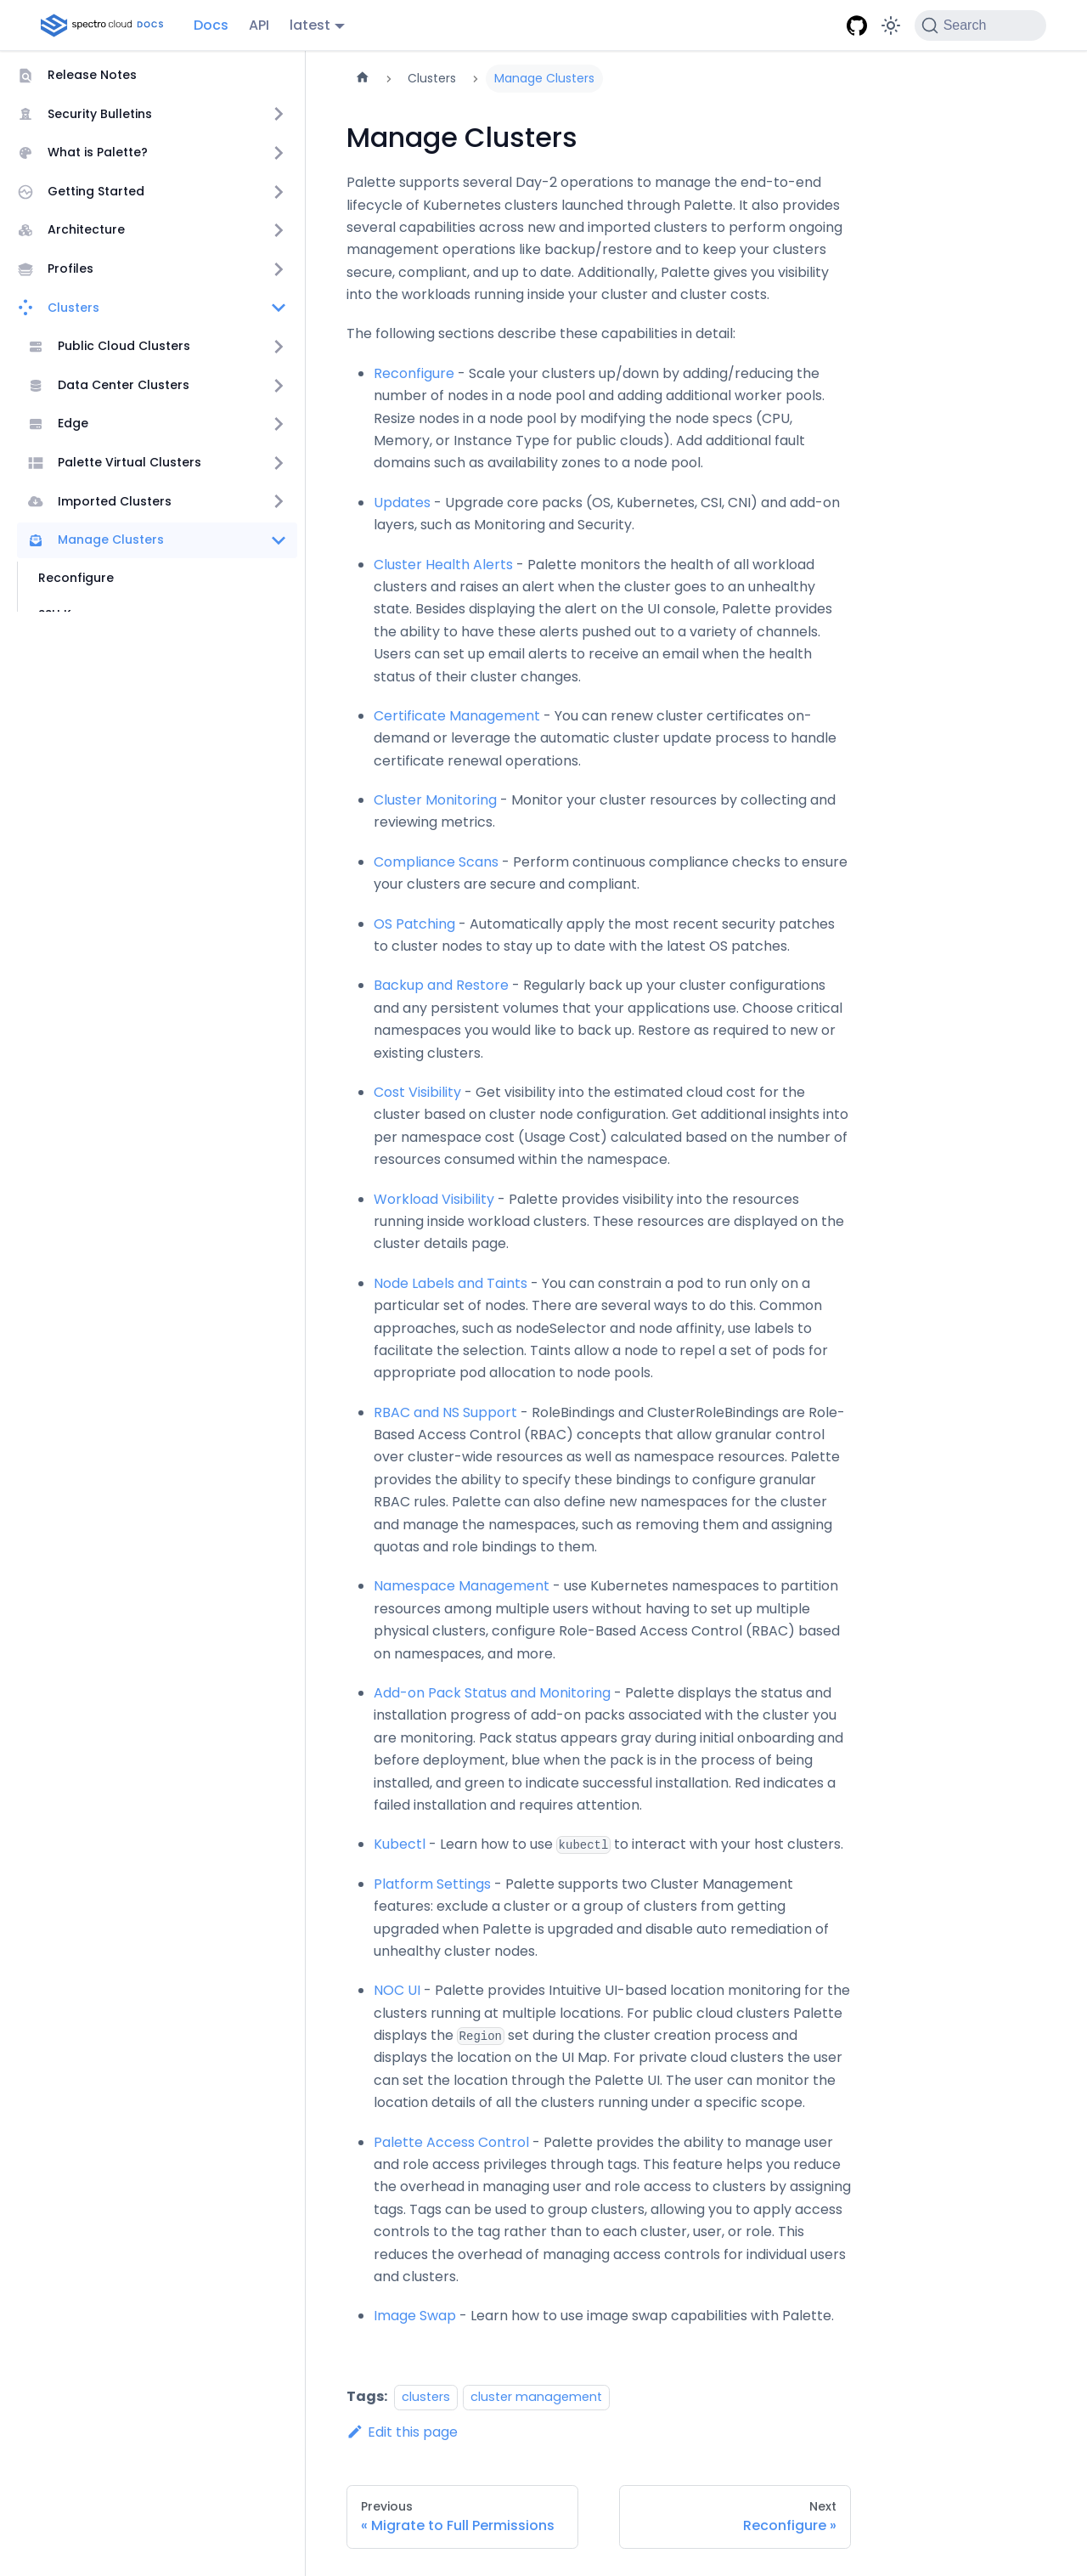 spectro cloud DOCS Docs API latest Search
Release Notes
Security Bulletins
What is Palette?
Getting Started
Architecture
Profiles
Clusters
Public Cloud Clusters
Data Center Clusters
Edge
Palette Virtual Clusters
Imported Clusters
Manage Clusters
Reconfigure
Clusters Manage Clusters
Manage Clusters
Palette supports several Day-2 operations to manage the end-to-end
lifecycle of Kubernetes clusters launched through Palette. It also provides
several capabilities across new and imported clusters to perform ongoing
management operations like backup/restore and to keep your clusters
secure, compliant, and up to date. Additionally, Palette gives you visibility
into the workloads running inside your cluster and cluster costs.
The following sections describe these capabilities in detail:
Reconfigure - Scale your clusters up/down by adding/reducing the
number of nodes in a node pool and adding additional worker pools.
Resize nodes in a node pool by modifying the node specs (CPU,
Memory, or Instance Type for public clouds). Add additional fault
domains such as availability zones to a node pool.
Updates - Upgrade core packs (OS, Kubernetes, CSI, CNI) and add-on
layers, such as Monitoring and Security.
Cluster Health Alerts - Palette monitors the health of all workload
clusters and raises an alert when the cluster goes to an unhealthy
state. Besides displaying the alert on the UI console, Palette provides
the ability to have these alerts pushed out to a variety of channels.
Users can set up email alerts to receive an email when the health
status of their cluster changes.
Certificate Management - You can renew cluster certificates on-
demand or leverage the automatic cluster update process to handle
certificate renewal operations.
Cluster Monitoring - Monitor your cluster resources by collecting and
reviewing metrics.
Compliance Scans - Perform continuous compliance checks to ensure
your clusters are secure and compliant.
OS Patching - Automatically apply the most recent security patches
to cluster nodes to stay up to date with the latest OS patches.
Backup and Restore - Regularly back up your cluster configurations
and any persistent volumes that your applications use. Choose critical
namespaces you would like to back up. Restore as required to new or
existing clusters.
Cost Visibility - Get visibility into the estimated cloud cost for the
cluster based on cluster node configuration. Get additional insights into
per namespace cost (Usage Cost) calculated based on the number of
resources consumed within the namespace.
Workload Visibility - Palette provides visibility into the resources
running inside workload clusters. These resources are displayed on the
cluster details page.
Node Labels and Taints - You can constrain a pod to run only on a
particular set of nodes. There are several ways to do this. Common
approaches, such as nodeSelector and node affinity, use labels to
facilitate the selection. Taints allow a node to repel a set of pods for
appropriate pod allocation to node pools.
RBAC and NS Support - RoleBindings and ClusterRoleBindings are Role-
Based Access Control (RBAC) concepts that allow granular control
over cluster-wide resources as well as namespace resources. Palette
provides the ability to specify these bindings to configure granular
RBAC rules. Palette can also define new namespaces for the cluster
and manage the namespaces, such as removing them and assigning
quotas and role bindings to them.
Namespace Management - use Kubernetes namespaces to partition
resources among multiple users without having to set up multiple
physical clusters, configure Role-Based Access Control (RBAC) based
on namespaces, and more.
Add-on Pack Status and Monitoring - Palette displays the status and
installation progress of add-on packs associated with the cluster you
are monitoring. Pack status appears gray during initial onboarding and
before deployment, blue when the pack is in the process of being
installed, and green to indicate successful installation. Red indicates a
failed installation and requires attention.
Kubectl - Learn how to use kubectl to interact with your host clusters.
Platform Settings - Palette supports two Cluster Management
features: exclude a cluster or a group of clusters from getting
upgraded when Palette is upgraded and disable auto remediation of
unhealthy cluster nodes.
NOC UI - Palette provides Intuitive UI-based location monitoring for the
clusters running at multiple locations. For public cloud clusters Palette
displays the Region set during the cluster creation process and
displays the location on the UI Map. For private cloud clusters the user
can set the location through the Palette UI. The user can monitor the
location details of all the clusters running under a specific scope.
Palette Access Control - Palette provides the ability to manage user
and role access privileges through tags. This feature helps you reduce
the overhead in managing user and role access to clusters by assigning
tags. Tags can be used to group clusters, allowing you to apply access
controls to the tag rather than to each cluster, user, or role. This
reduces the overhead of managing access controls for individual users
and clusters.
Image Swap - Learn how to use image swap capabilities with Palette.
Tags: clusters cluster management
Edit this page
Previous
« Migrate to Full Permissions
Next
Reconfigure »